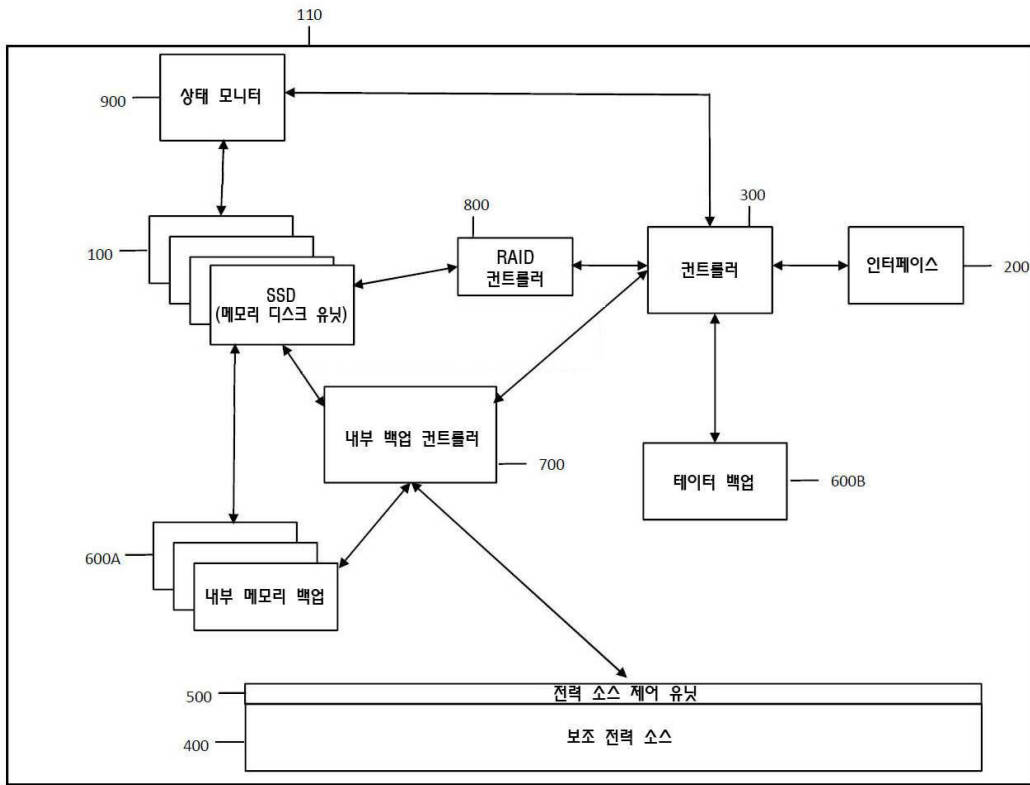 110
상태 모니터
900
800
300
100
RAID
컨트롤러
컨트롤러
인터페이스
200
SSD
(메모리 디스크 유닛)
내부 백업 컨트롤러
700
테이터 백업
600B
600A
내부 메모리 백업
500
전력 소스 제어 유닛
400
보조 전력 소스